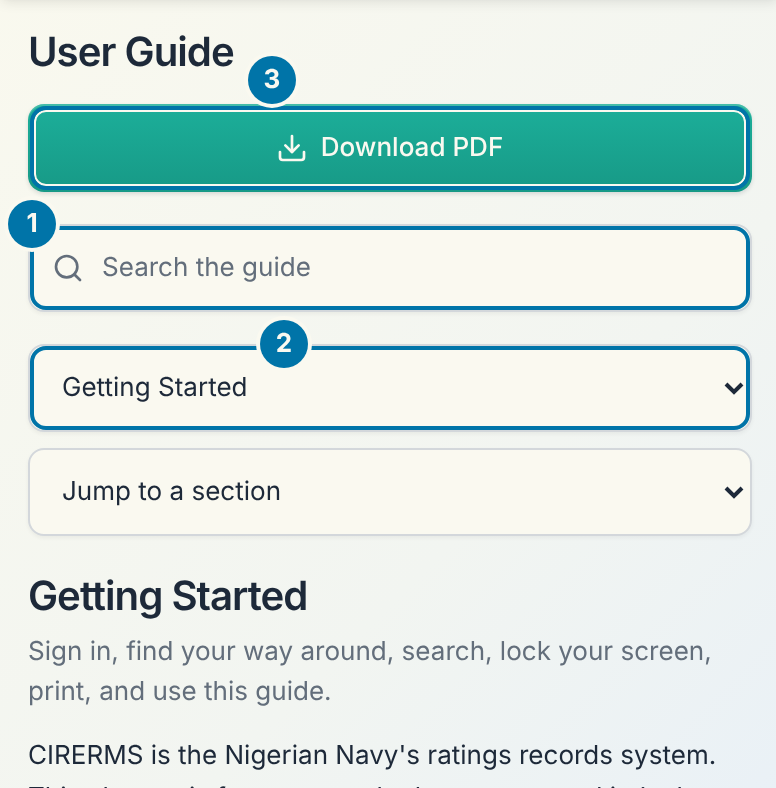 User Guide
3
Download PDF
1
Search the guide
2
Getting Started
Jump to a section
Getting Started
Sign in, find your way around, search, lock your screen,
print, and use this guide.
CIRERMS is the Nigerian Navy's ratings records system.